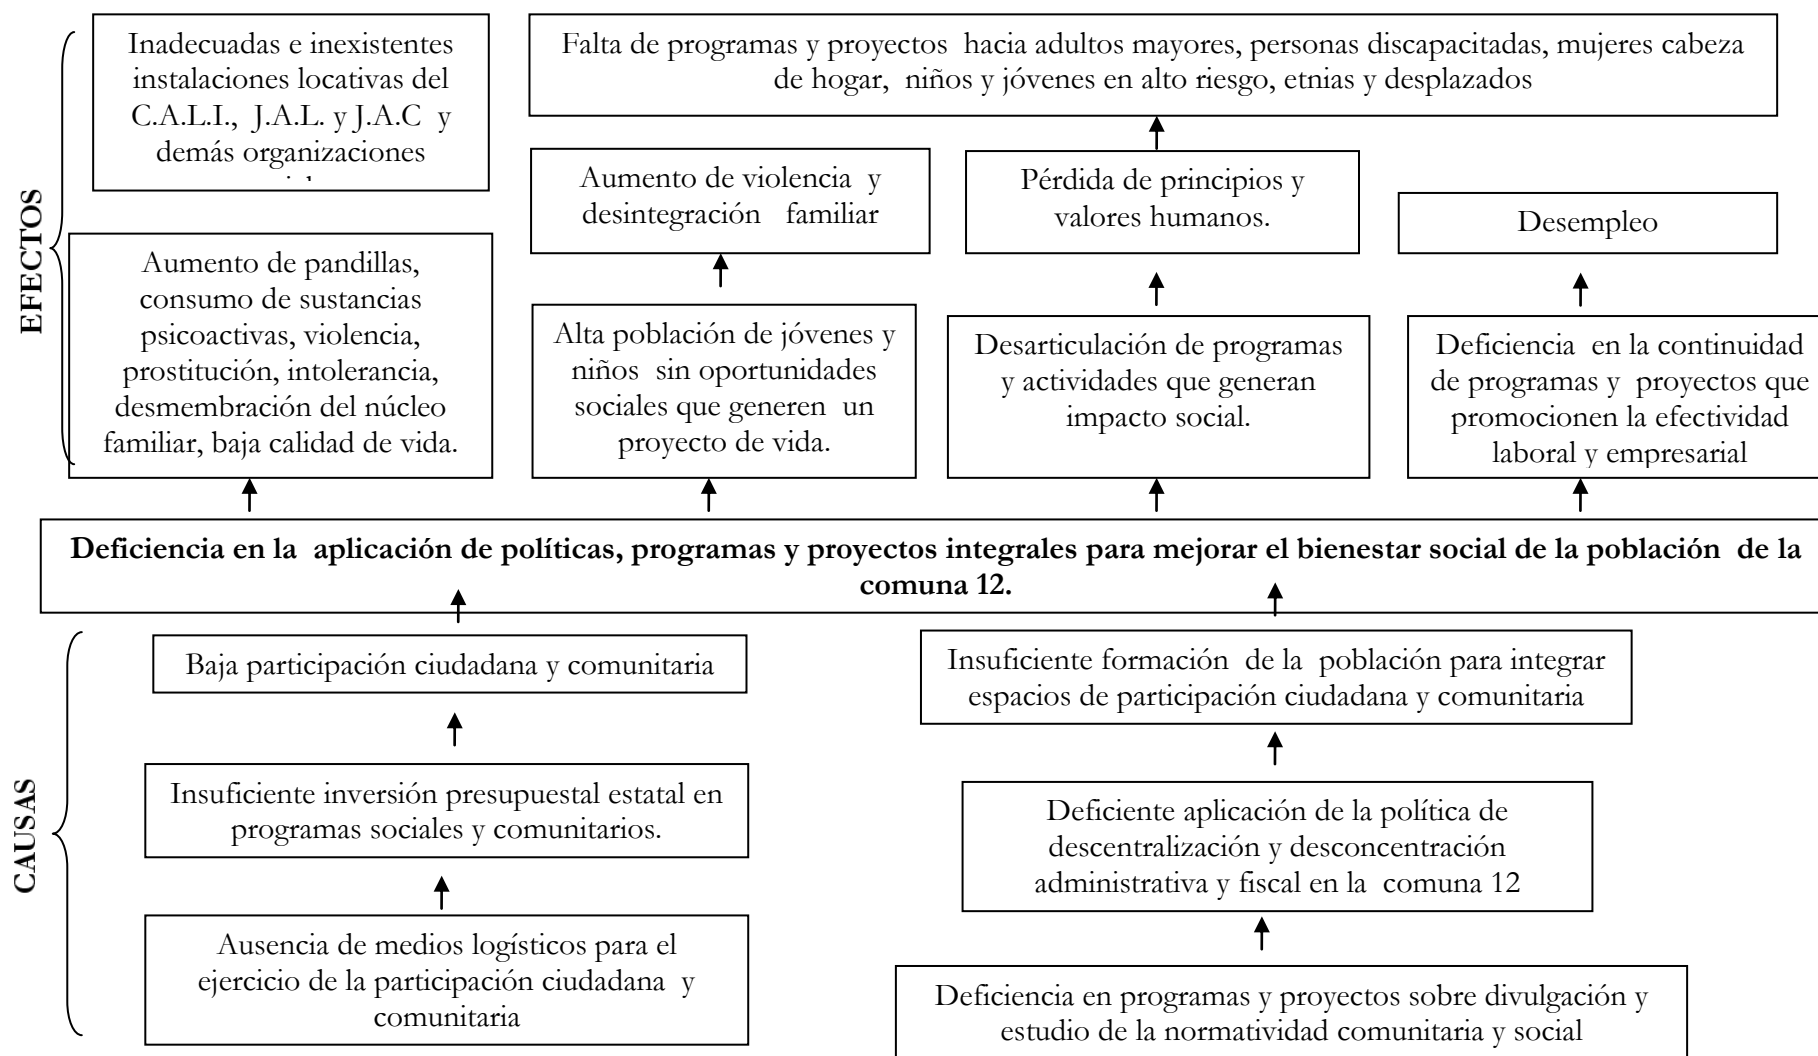 EFECTOS
Inadecuadas e inexistentes
instalaciones locativas del
C.A.L.I., J.A.L. y J.A.C y
demás organizaciones
Falta de programas y proyectos hacia adultos mayores, personas discapacitadas, mujeres cabeza
de hogar, niños y jóvenes en alto riesgo, etnias y desplazados
Aumento de violencia y
desintegración familiar
Pérdida de principios y
valores humanos.
Desempleo
Aumento de pandillas,
consumo de sustancias
psicoactivas, violencia,
prostitución, intolerancia,
desmembración del núcleo
familiar, baja calidad de vida.
Alta población de jóvenes y
niños sin oportunidades
sociales que generen un
proyecto de vida.
Desarticulación de programas
y actividades que generan
impacto social.
Deficiencia en la continuidad
de programas y proyectos que
promocionen la efectividad
laboral y empresarial
Deficiencia en la aplicación de políticas, programas y proyectos integrales para mejorar el bienestar social de la población de la
comuna 12.
CAUSAS
Baja participación ciudadana y comunitaria
Insuficiente formación de la población para integrar
espacios de participación ciudadana y comunitaria
Insuficiente inversión presupuestal estatal en
programas sociales y comunitarios.
Deficiente aplicación de la política de
descentralización y desconcentración
administrativa y fiscal en la comuna 12
Ausencia de medios logísticos para el
ejercicio de la participación ciudadana y
comunitaria
Deficiencia en programas y proyectos sobre divulgación y
estudio de la normatividad comunitaria y social